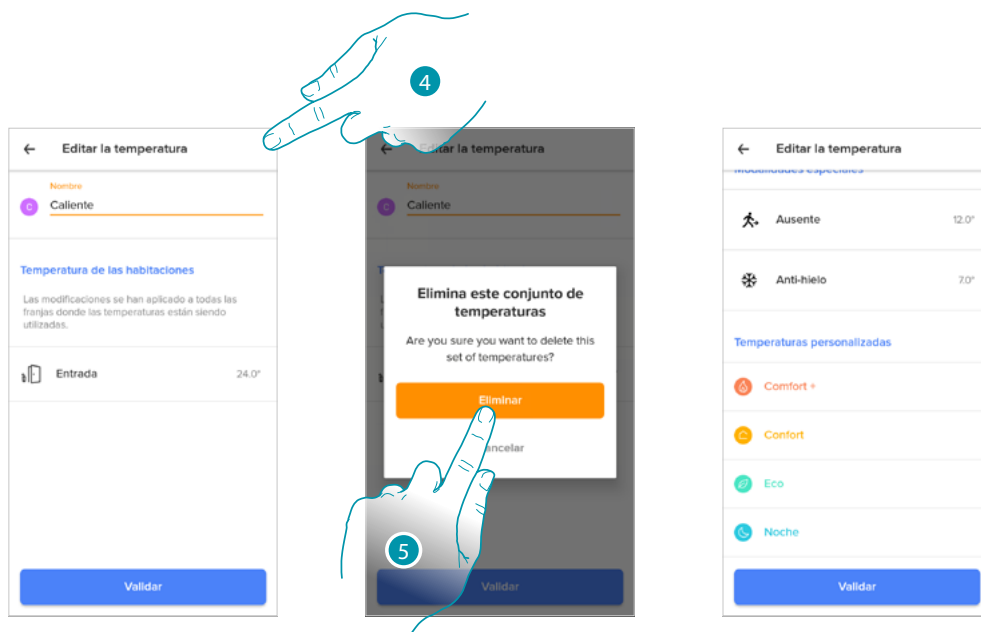 4
← Editar la temperatura
Nombre
C Caliente
Temperatura de las habitaciones
Las modificaciones se han aplicado a todas las
franjas donde las temperaturas están siendo
utilizadas.
Entrada 24.0°
Validar
← Editar la temperatura
Nombre
C Caliente
Elimina este conjunto de
temperaturas
Are you sure you want to delete this
set of temperatures?
Eliminar
ancelar
5
Validar
← Editar la temperatura
Modalidades especiales
Ausente 12.0°
Anti-hielo 7.0°
Temperaturas personalizadas
Comfort +
Confort
Eco
Noche
Validar